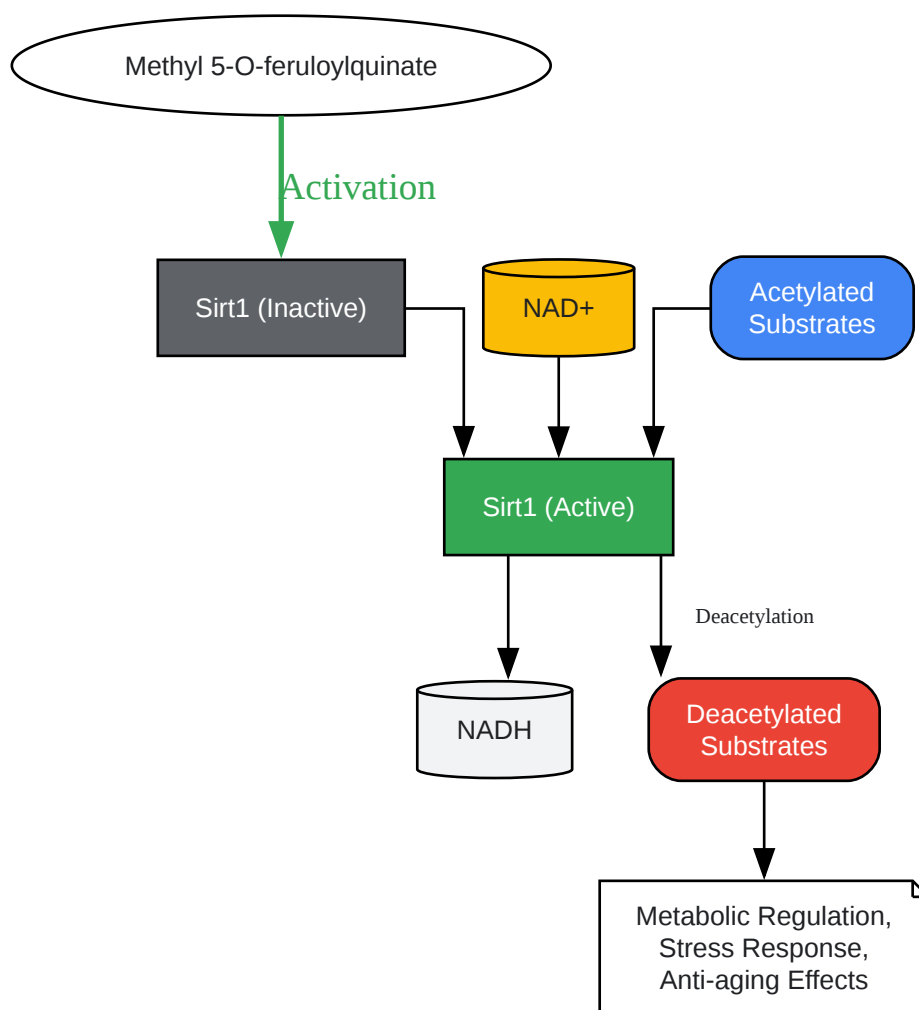 Methyl 5-O-feruloylquinate
Activation
Sirt1 (Inactive)
NAD+
Acetylated
Substrates
Sirt1 (Active)
Deacetylation
NADH
Deacetylated
Substrates
Metabolic Regulation,
Stress Response,
Anti-aging Effects